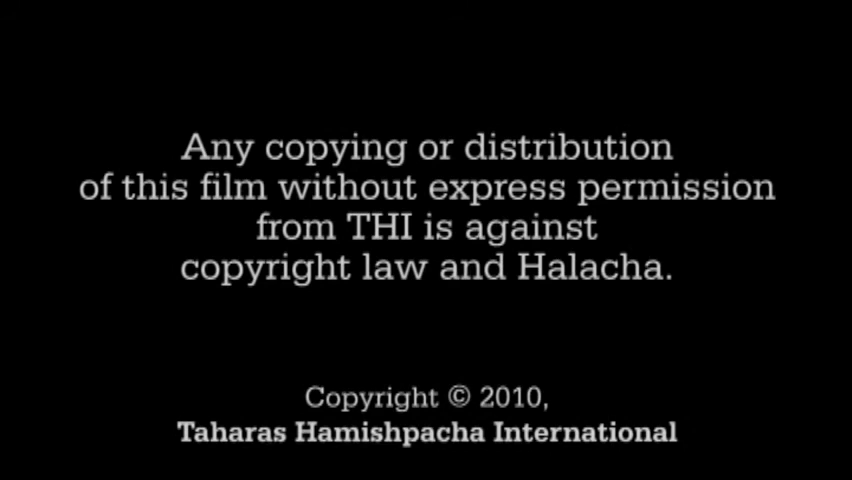 Any copying or distribution
of this film without express permission
from THI is against
copyright law and Halacha.
Copyright © 2010,
Taharas Hamishpacha International